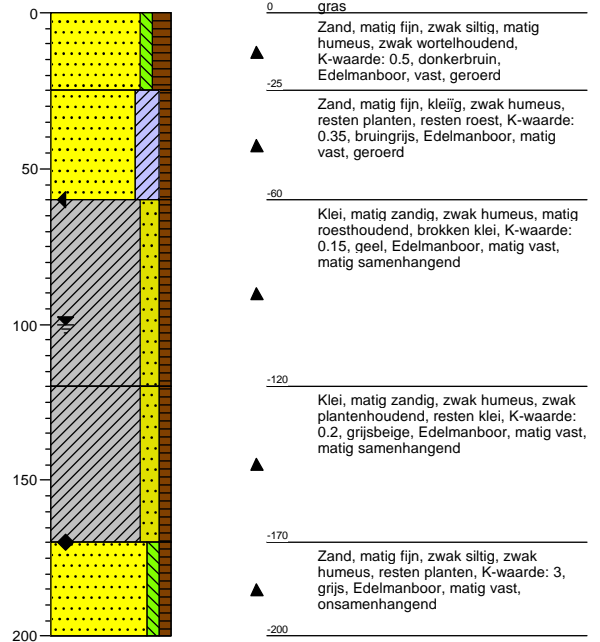 0
50
100
150
200
0
gras
Zand, matig fijn, zwak siltig, matig
humeus, zwak wortelhoudend,
K-waarde: 0.5, donkerbruin,
Edelmanboor, vast, geroerd
-25
Zand, matig fijn, kleiïg, zwak humeus,
resten planten, resten roest, K-waarde:
0.35, bruingrijs, Edelmanboor, matig
vast, geroerd
-60
Klei, matig zandig, zwak humeus, matig
roesthoudend, brokken klei, K-waarde:
0.15, geel, Edelmanboor, matig vast,
matig samenhangend
-120
Klei, matig zandig, zwak humeus, zwak
plantenhoudend, resten klei, K-waarde:
0.2, grijsbeige, Edelmanboor, matig vast,
matig samenhangend
-170
Zand, matig fijn, zwak siltig, zwak
humeus, resten planten, K-waarde: 3,
grijs, Edelmanboor, matig vast,
onsamenhangend
-200